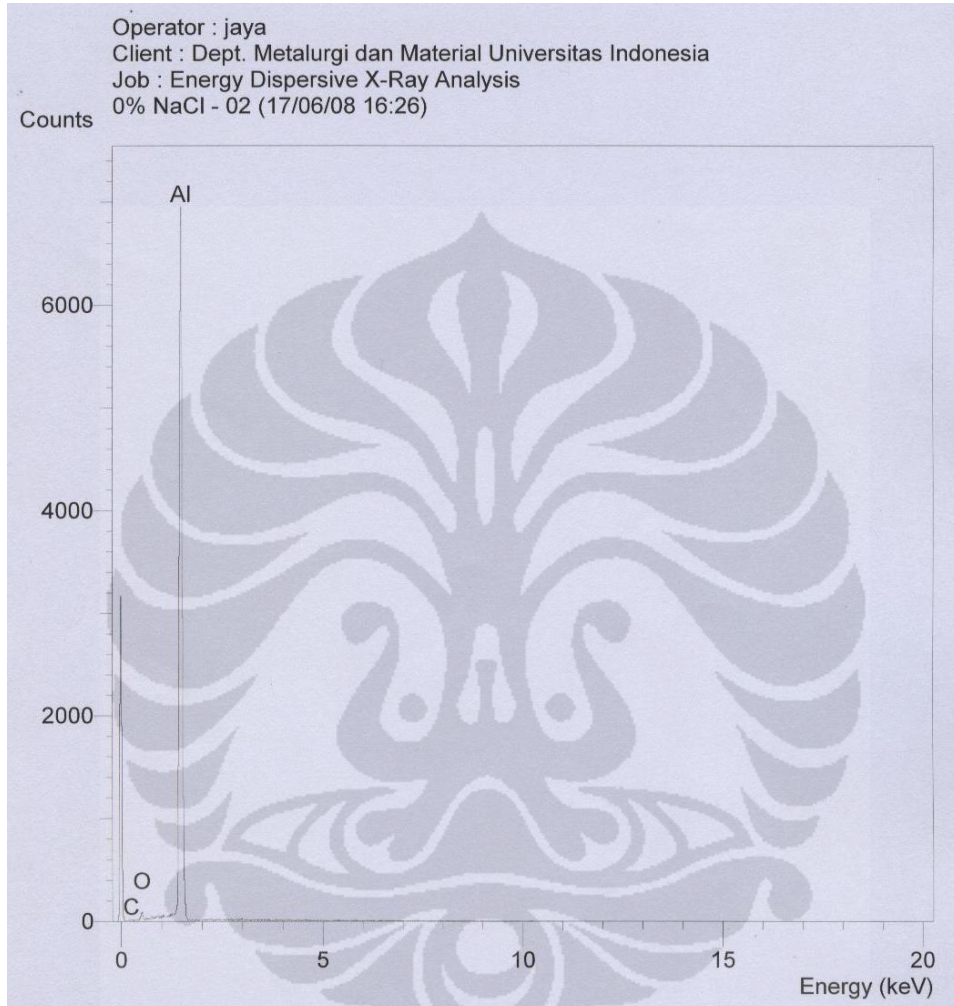 Operator : jaya
Client : Dept. Metalurgi dan Material Universitas Indonesia
Job : Energy Dispersive X-Ray Analysis
0% NaCl - 02 (17/06/08 16:26)
Counts
Al
6000
4000
2000
O
C
0
0 5 10 15 20
Energy (keV)